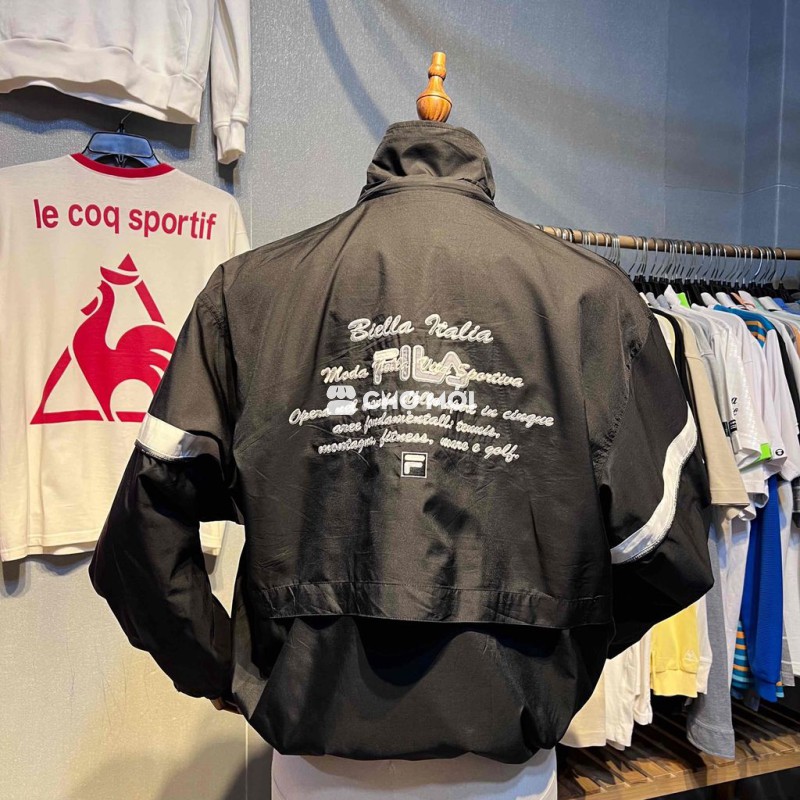 le coq sportif
Biella Italia
FILA
Moda Sportiva
CHỢ MỚI
in cinque
aree fondamentali, tennis,
montagna, fitness, mare e golf.
F